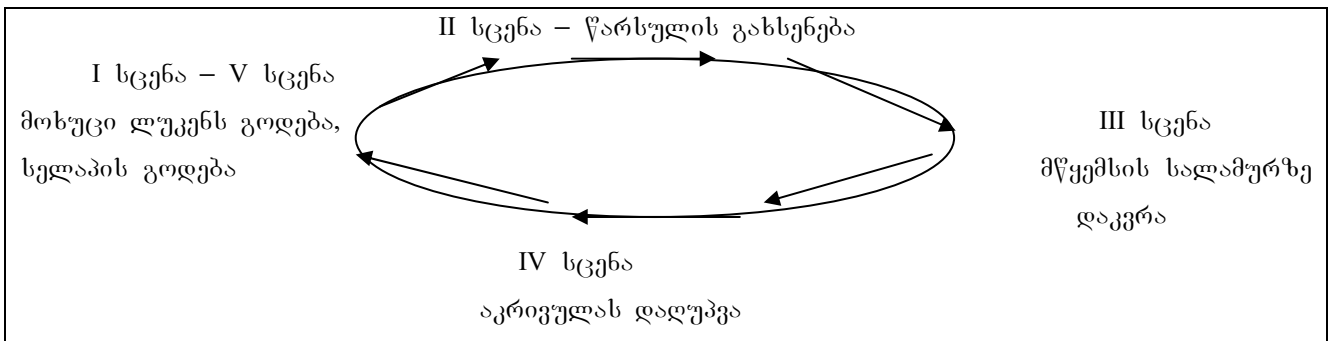 II სცენა – წარსულის გახსენება
I სცენა – V სცენა
მოხუცი ლუკენს გოდება,
სელაპის გოდება
III სცენა
მწყემსის სალამურზე
დაკვრა
IV სცენა
აკრივულას დაღუპვა